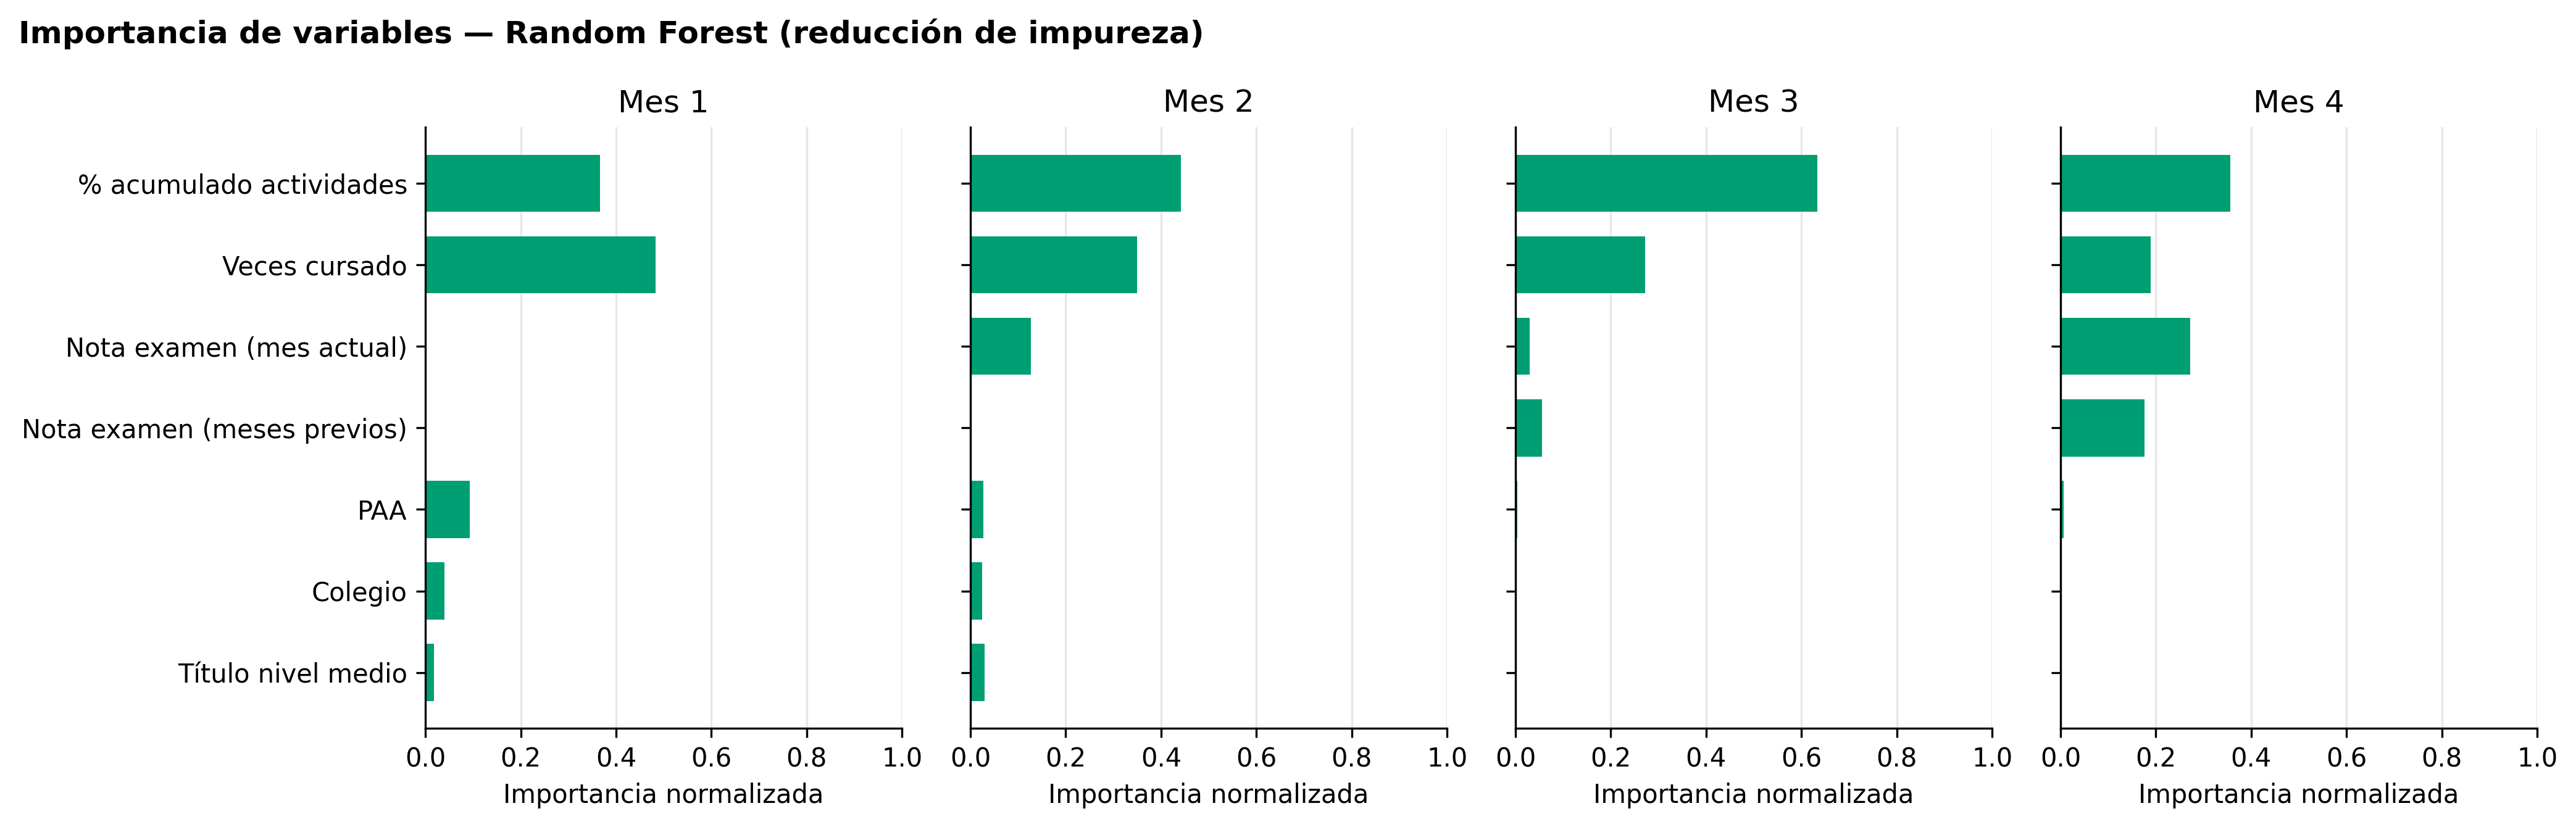 Importancia de variables — Random Forest (reducción de impureza)
Mes 1
Mes 2
Mes 3
Mes 4
% acumulado actividades
Veces cursado
Nota examen (mes actual)
Nota examen (meses previos)
PAA
Colegio
Título nivel medio
0.0 0.2 0.4 0.6 0.8 1.0
0.0 0.2 0.4 0.6 0.8 1.0
0.0 0.2 0.4 0.6 0.8 1.0
0.0 0.2 0.4 0.6 0.8 1.0
Importancia normalizada
Importancia normalizada
Importancia normalizada
Importancia normalizada